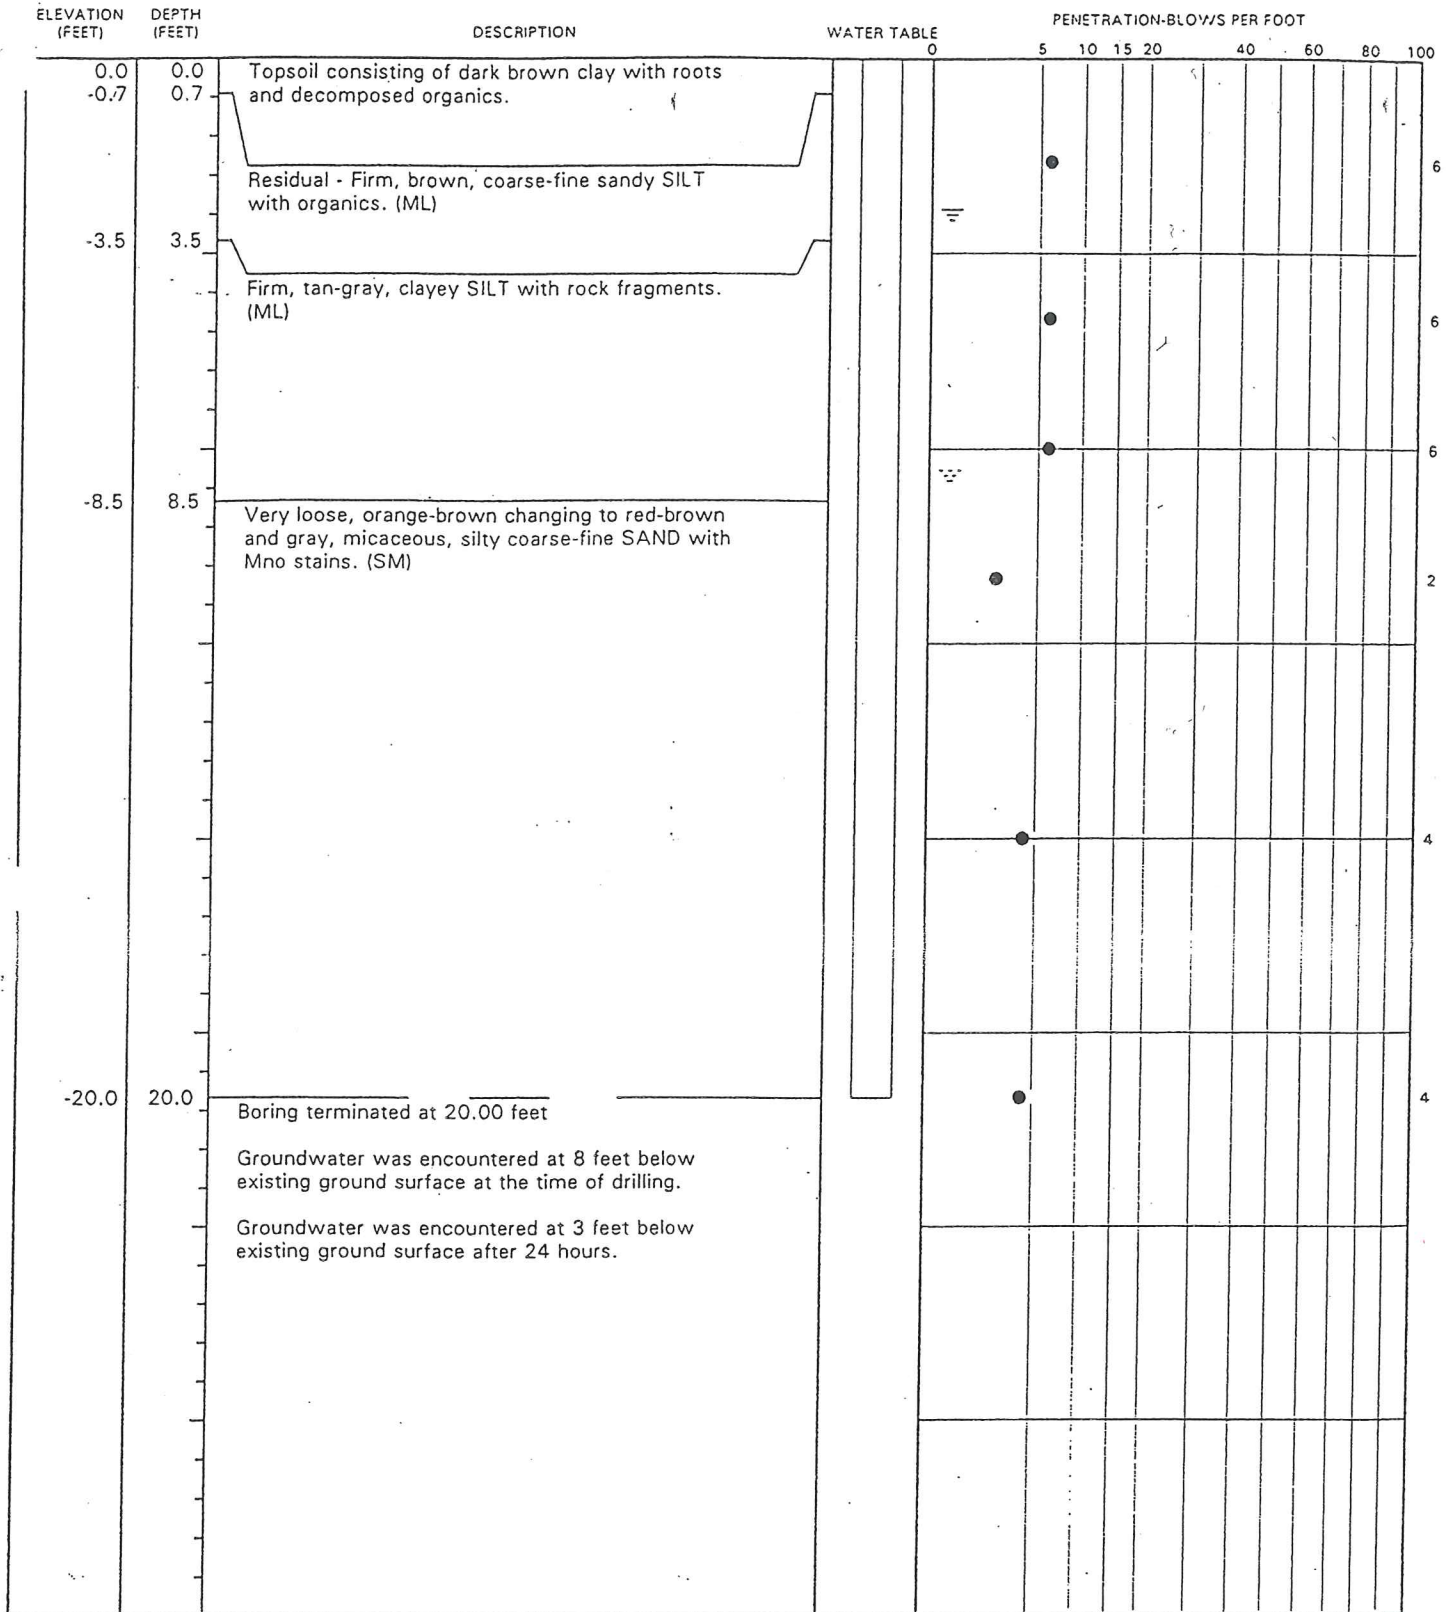 ELEVATION DEPTH
(FEET) (FEET) DESCRIPTION WATER TABLE PENETRATION-BLOWS PER FOOT
0 5 10 15 20 40 60 80 100
0.0 0.0 Topsoil consisting of dark brown clay with roots
-0.7 0.7 and decomposed organics.
6
Residual - Firm, brown, coarse-fine sandy SILT
with organics. (ML)
-3.5 3.5
Firm, tan-gray, clayey SILT with rock fragments.
(ML)
6
6
-8.5 8.5
Very loose, orange-brown changing to red-brown
and gray, micaceous, silty coarse-fine SAND with
Mno stains. (SM)
2
4
-20.0 20.0 4
Boring terminated at 20.00 feet
Groundwater was encountered at 8 feet below
existing ground surface at the time of drilling.
Groundwater was encountered at 3 feet below
existing ground surface after 24 hours.